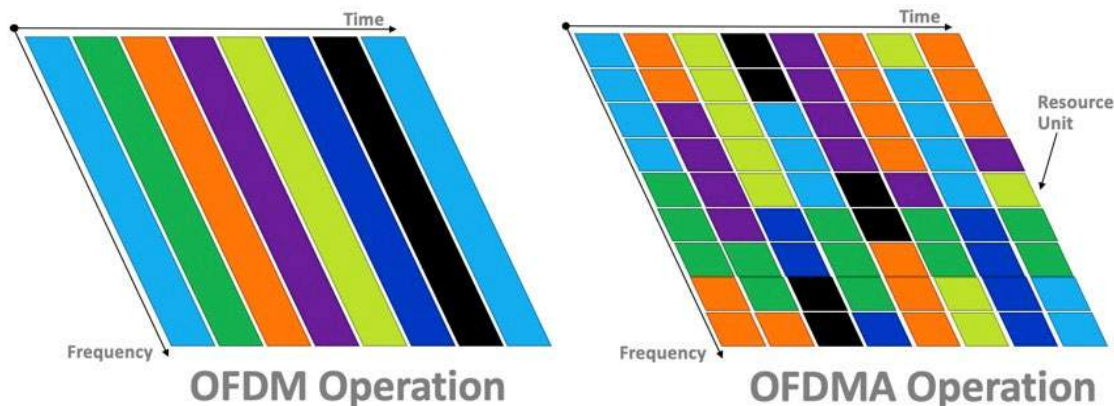 Time
Frequency
OFDM Operation
Time
Resource
Unit
Frequency
OFDMA Operation